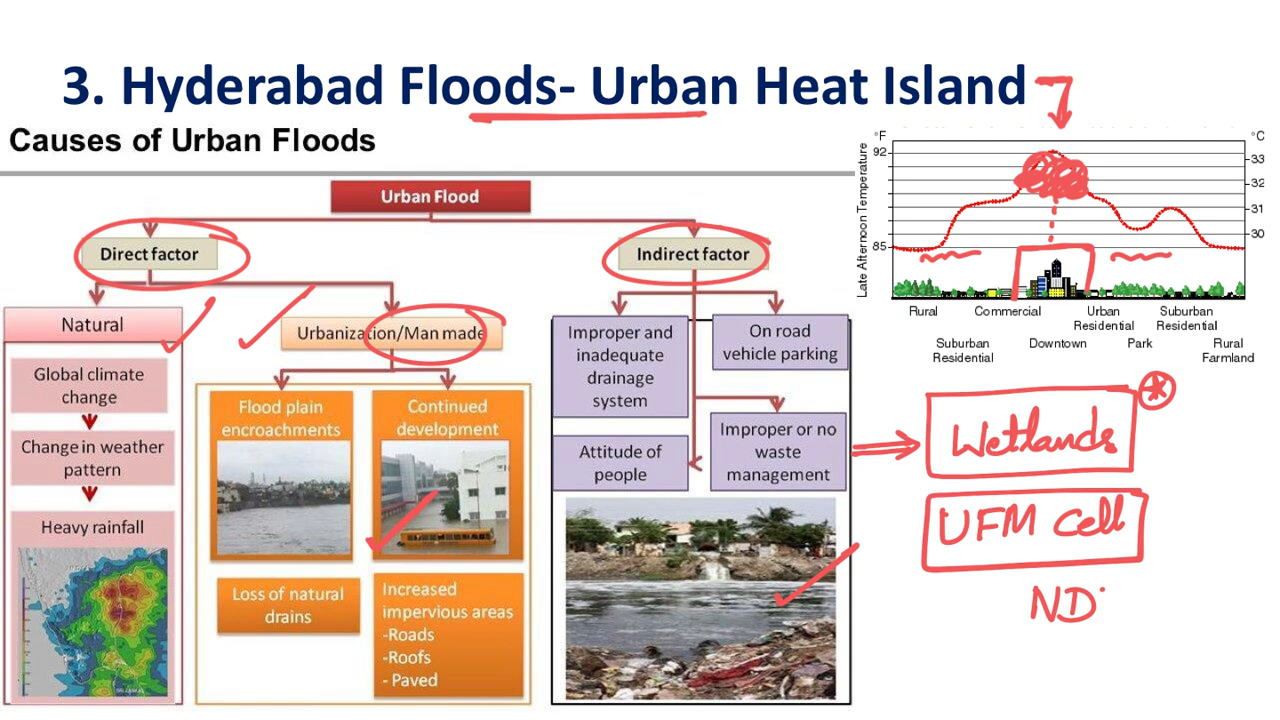 3. Hyderabad Floods- Urban Heat Island
Causes of Urban Floods
Urban Flood
Direct factor
Indirect factor
Natural
Global climate
change
Change in weather
pattern
Heavy rainfall
Urbanization/Man made
Flood plain
encroachments
Continued
development
Loss of natural
drains
Increased
impervious areas
-Roads
-Roofs
- Paved
Improper and
inadequate
drainage
system
On road
vehicle parking
Attitude of
people
Improper or no
waste
management
°F
°C
92
85
33
32
31
30
Late Afternoon Temperature
Rural
Commercial
Urban
Residential
Suburban
Residential
Suburban
Residential
Downtown
Park
Rural
Farmland
Wetlands
UFM Cell
ND